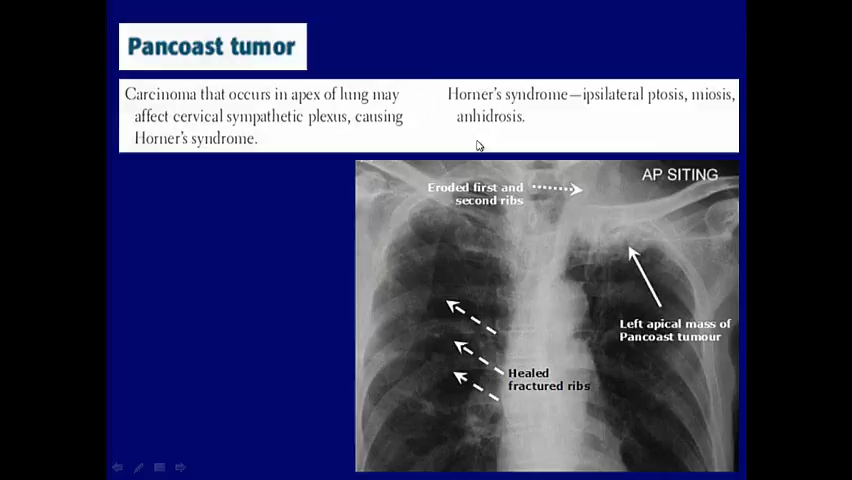 Pancoast tumor
Carcinoma that occurs in apex of lung may
affect cervical sympathetic plexus, causing
Horner's syndrome.
Horner's syndrome—ipsilateral ptosis, miosis,
anhidrosis.
AP SITING
Eroded first and
second ribs
Left apical mass of
Pancoast tumour
Healed
fractured ribs